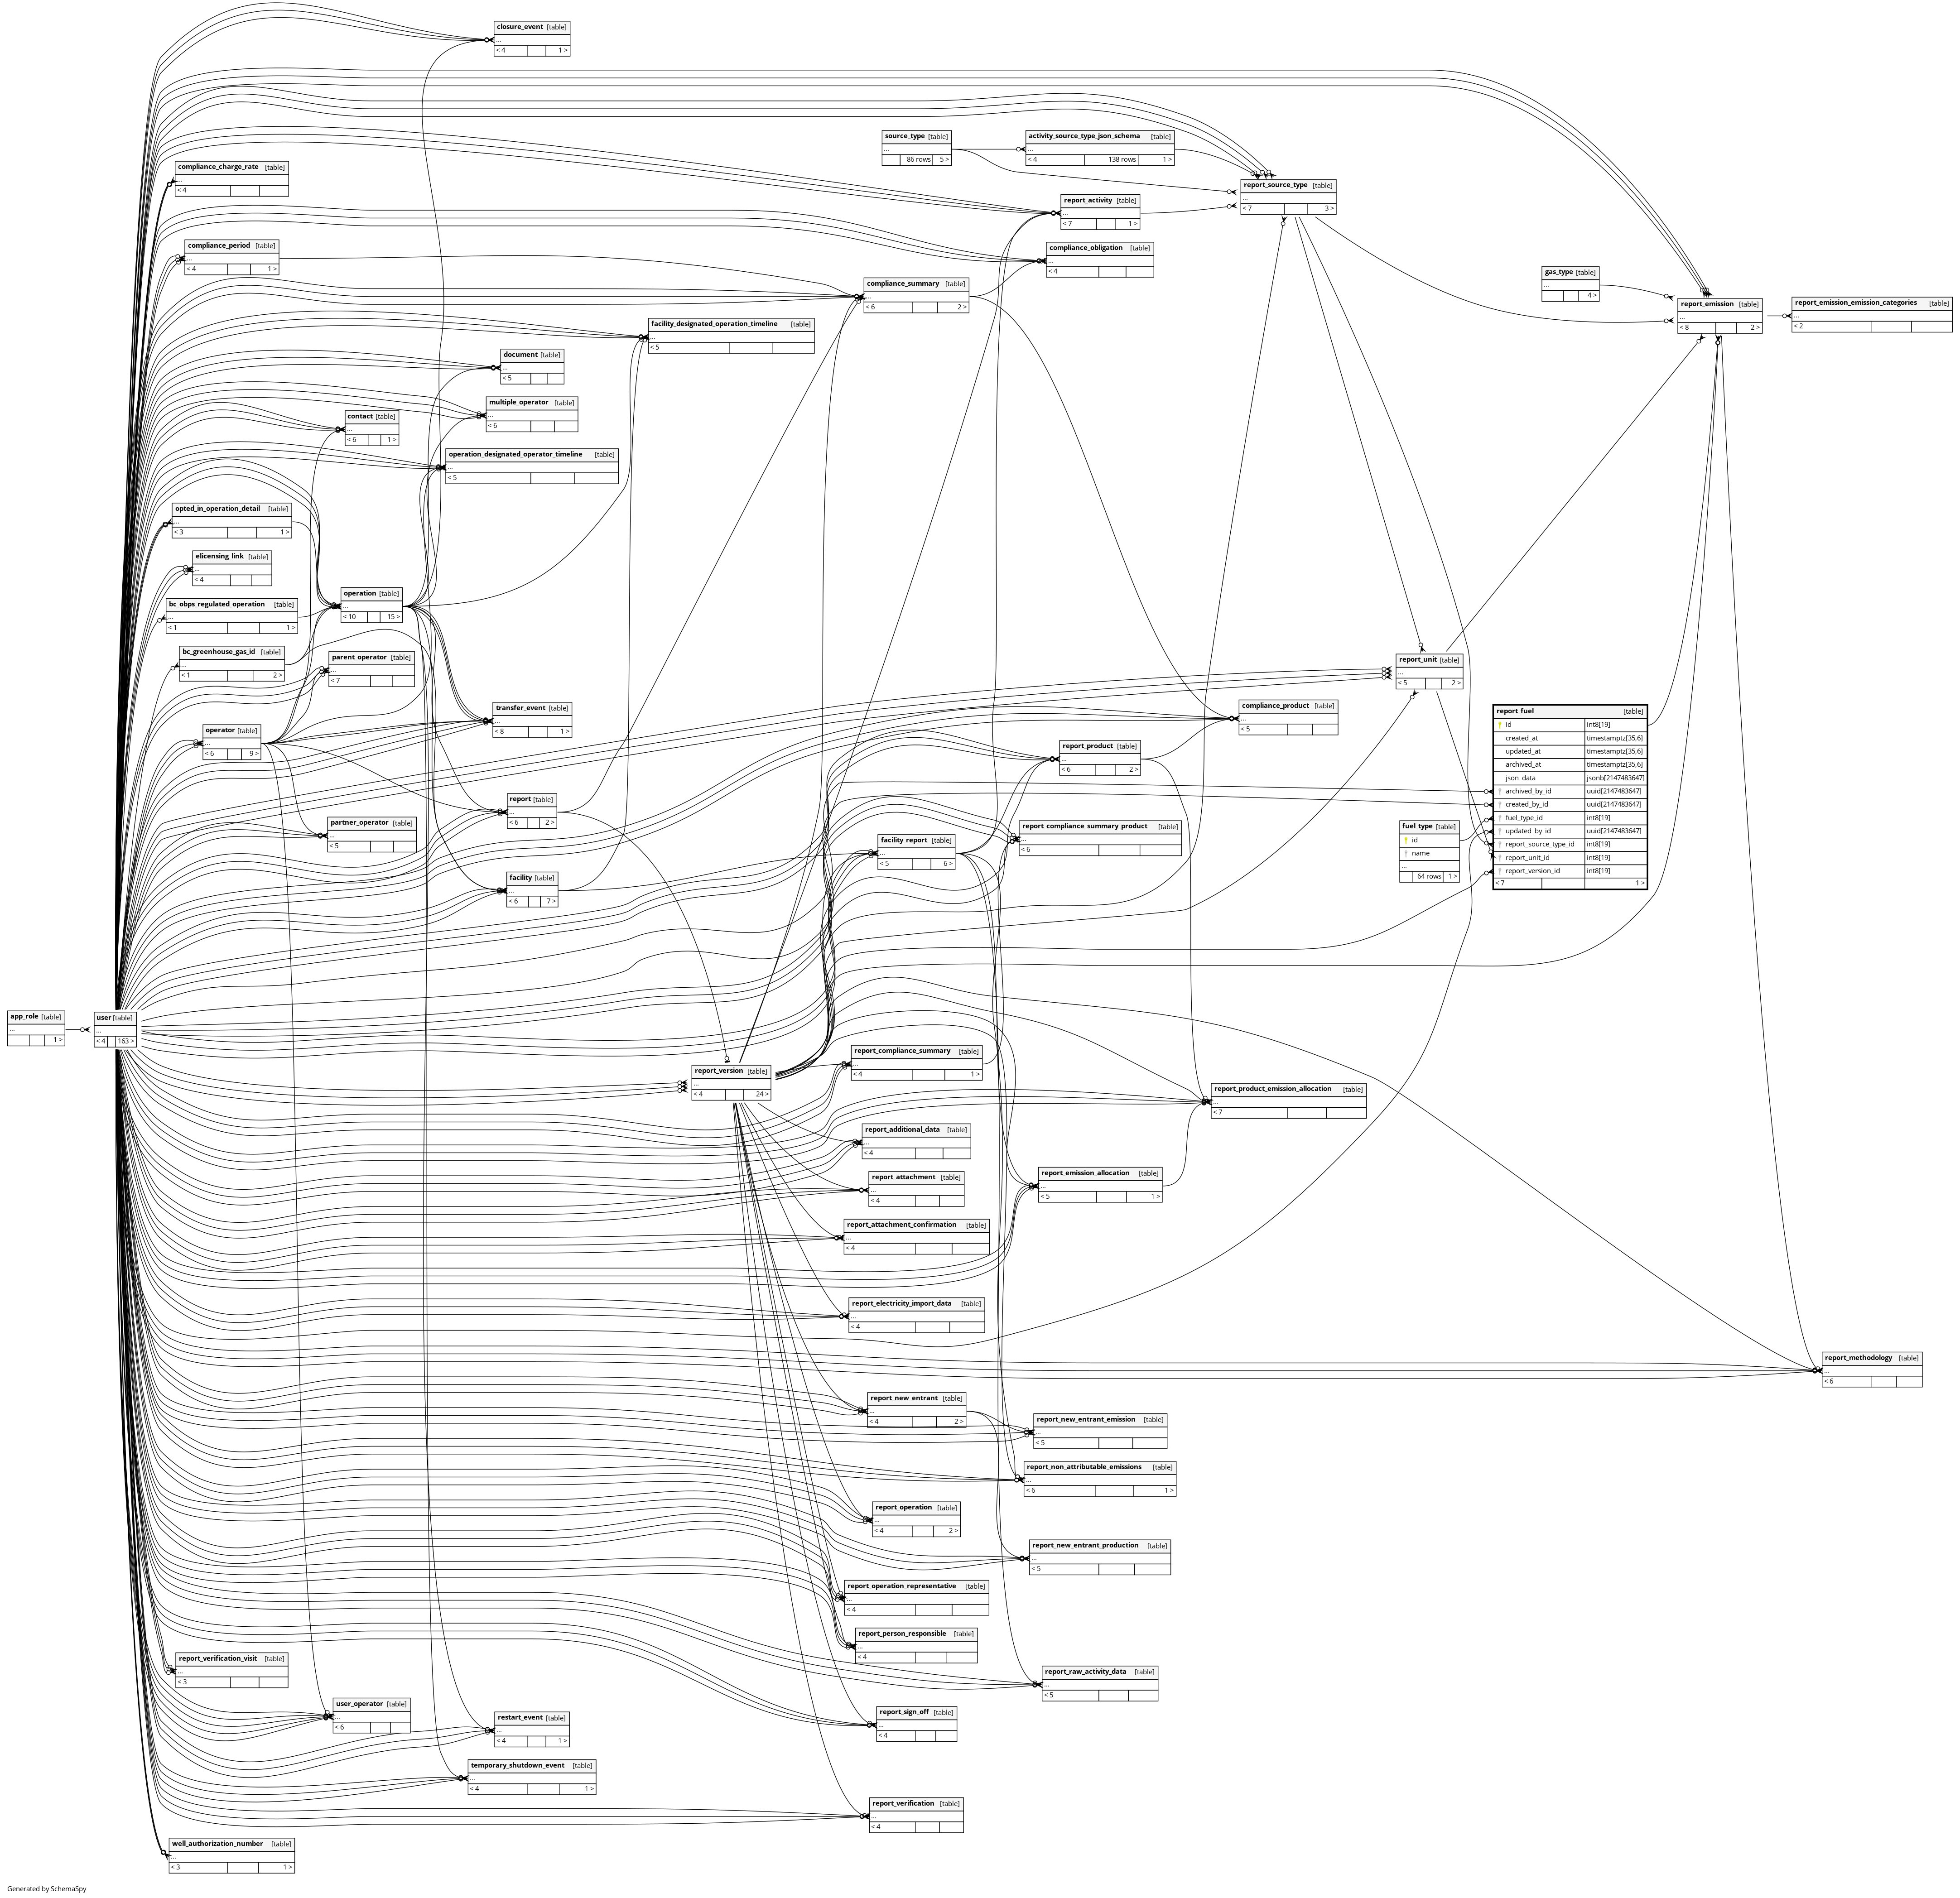 closure_event [table]
...
< 4 1 >
compliance_charge_rate [table]
...
< 4
source_type [table]
...
86 rows 5 >
activity_source_type_json_schema [table]
...
< 4 138 rows 1 >
report_source_type [table]
...
< 7 3 >
report_activity [table]
...
< 7 1 >
compliance_period [table]
...
< 4 1 >
compliance_obligation [table]
...
< 4
compliance_summary [table]
...
< 6 2 >
gas_type [table]
...
4 >
report_emission [table]
...
< 8 2 >
report_emission_emission_categories [table]
...
< 2
facility_designated_operation_timeline [table]
...
< 5
document [table]
...
< 5
multiple_operator [table]
...
< 6
contact [table]
...
< 6 1 >
operation_designated_operator_timeline [table]
...
< 5
opted_in_operation_detail [table]
...
< 3 1 >
elicensing_link [table]
...
< 4
operation [table]
...
< 10 15 >
bc_obps_regulated_operation [table]
...
< 1 1 >
bc_greenhouse_gas_id [table]
...
< 1 2 >
parent_operator [table]
...
< 7
report_unit [table]
...
< 5 2 >
transfer_event [table]
...
< 8 1 >
compliance_product [table]
...
< 5
operator [table]
...
< 6 9 >
report_product [table]
...
< 6 2 >
report_fuel [table]
id int8[19]
created_at timestamptz[35,6]
updated_at timestamptz[35,6]
archived_at timestamptz[35,6]
json_data jsonb[2147483647]
archived_by_id uuid[2147483647]
created_by_id uuid[2147483647]
fuel_type_id int8[19]
updated_by_id uuid[2147483647]
report_source_type_id int8[19]
report_unit_id int8[19]
report_version_id int8[19]
< 7 1 >
report [table]
...
< 6 2 >
partner_operator [table]
...
< 5
report_compliance_summary_product [table]
...
< 6
fuel_type [table]
id
name
...
64 rows 1 >
facility_report [table]
...
< 5 6 >
facility [table]
...
< 6 7 >
app_role [table]
...
1 >
user [table]
...
< 4 163 >
report_version [table]
...
< 4 24 >
report_compliance_summary [table]
...
< 4 1 >
report_product_emission_allocation [table]
...
< 7
report_additional_data [table]
...
< 4
report_attachment [table]
...
< 4
report_emission_allocation [table]
...
< 5 1 >
report_attachment_confirmation [table]
...
< 4
report_electricity_import_data [table]
...
< 4
report_methodology [table]
...
< 6
report_new_entrant [table]
...
< 4 2 >
report_new_entrant_emission [table]
...
< 5
report_non_attributable_emissions [table]
...
< 6 1 >
report_operation [table]
...
< 4 2 >
report_new_entrant_production [table]
...
< 5
report_operation_representative [table]
...
< 4
report_person_responsible [table]
...
< 4
report_verification_visit [table]
...
< 3
report_raw_activity_data [table]
...
< 5
user_operator [table]
...
< 6
restart_event [table]
...
< 4 1 >
report_sign_off [table]
...
< 4
temporary_shutdown_event [table]
...
< 4 1 >
report_verification [table]
...
< 4
well_authorization_number [table]
...
< 3 1 >
Generated by SchemaSpy